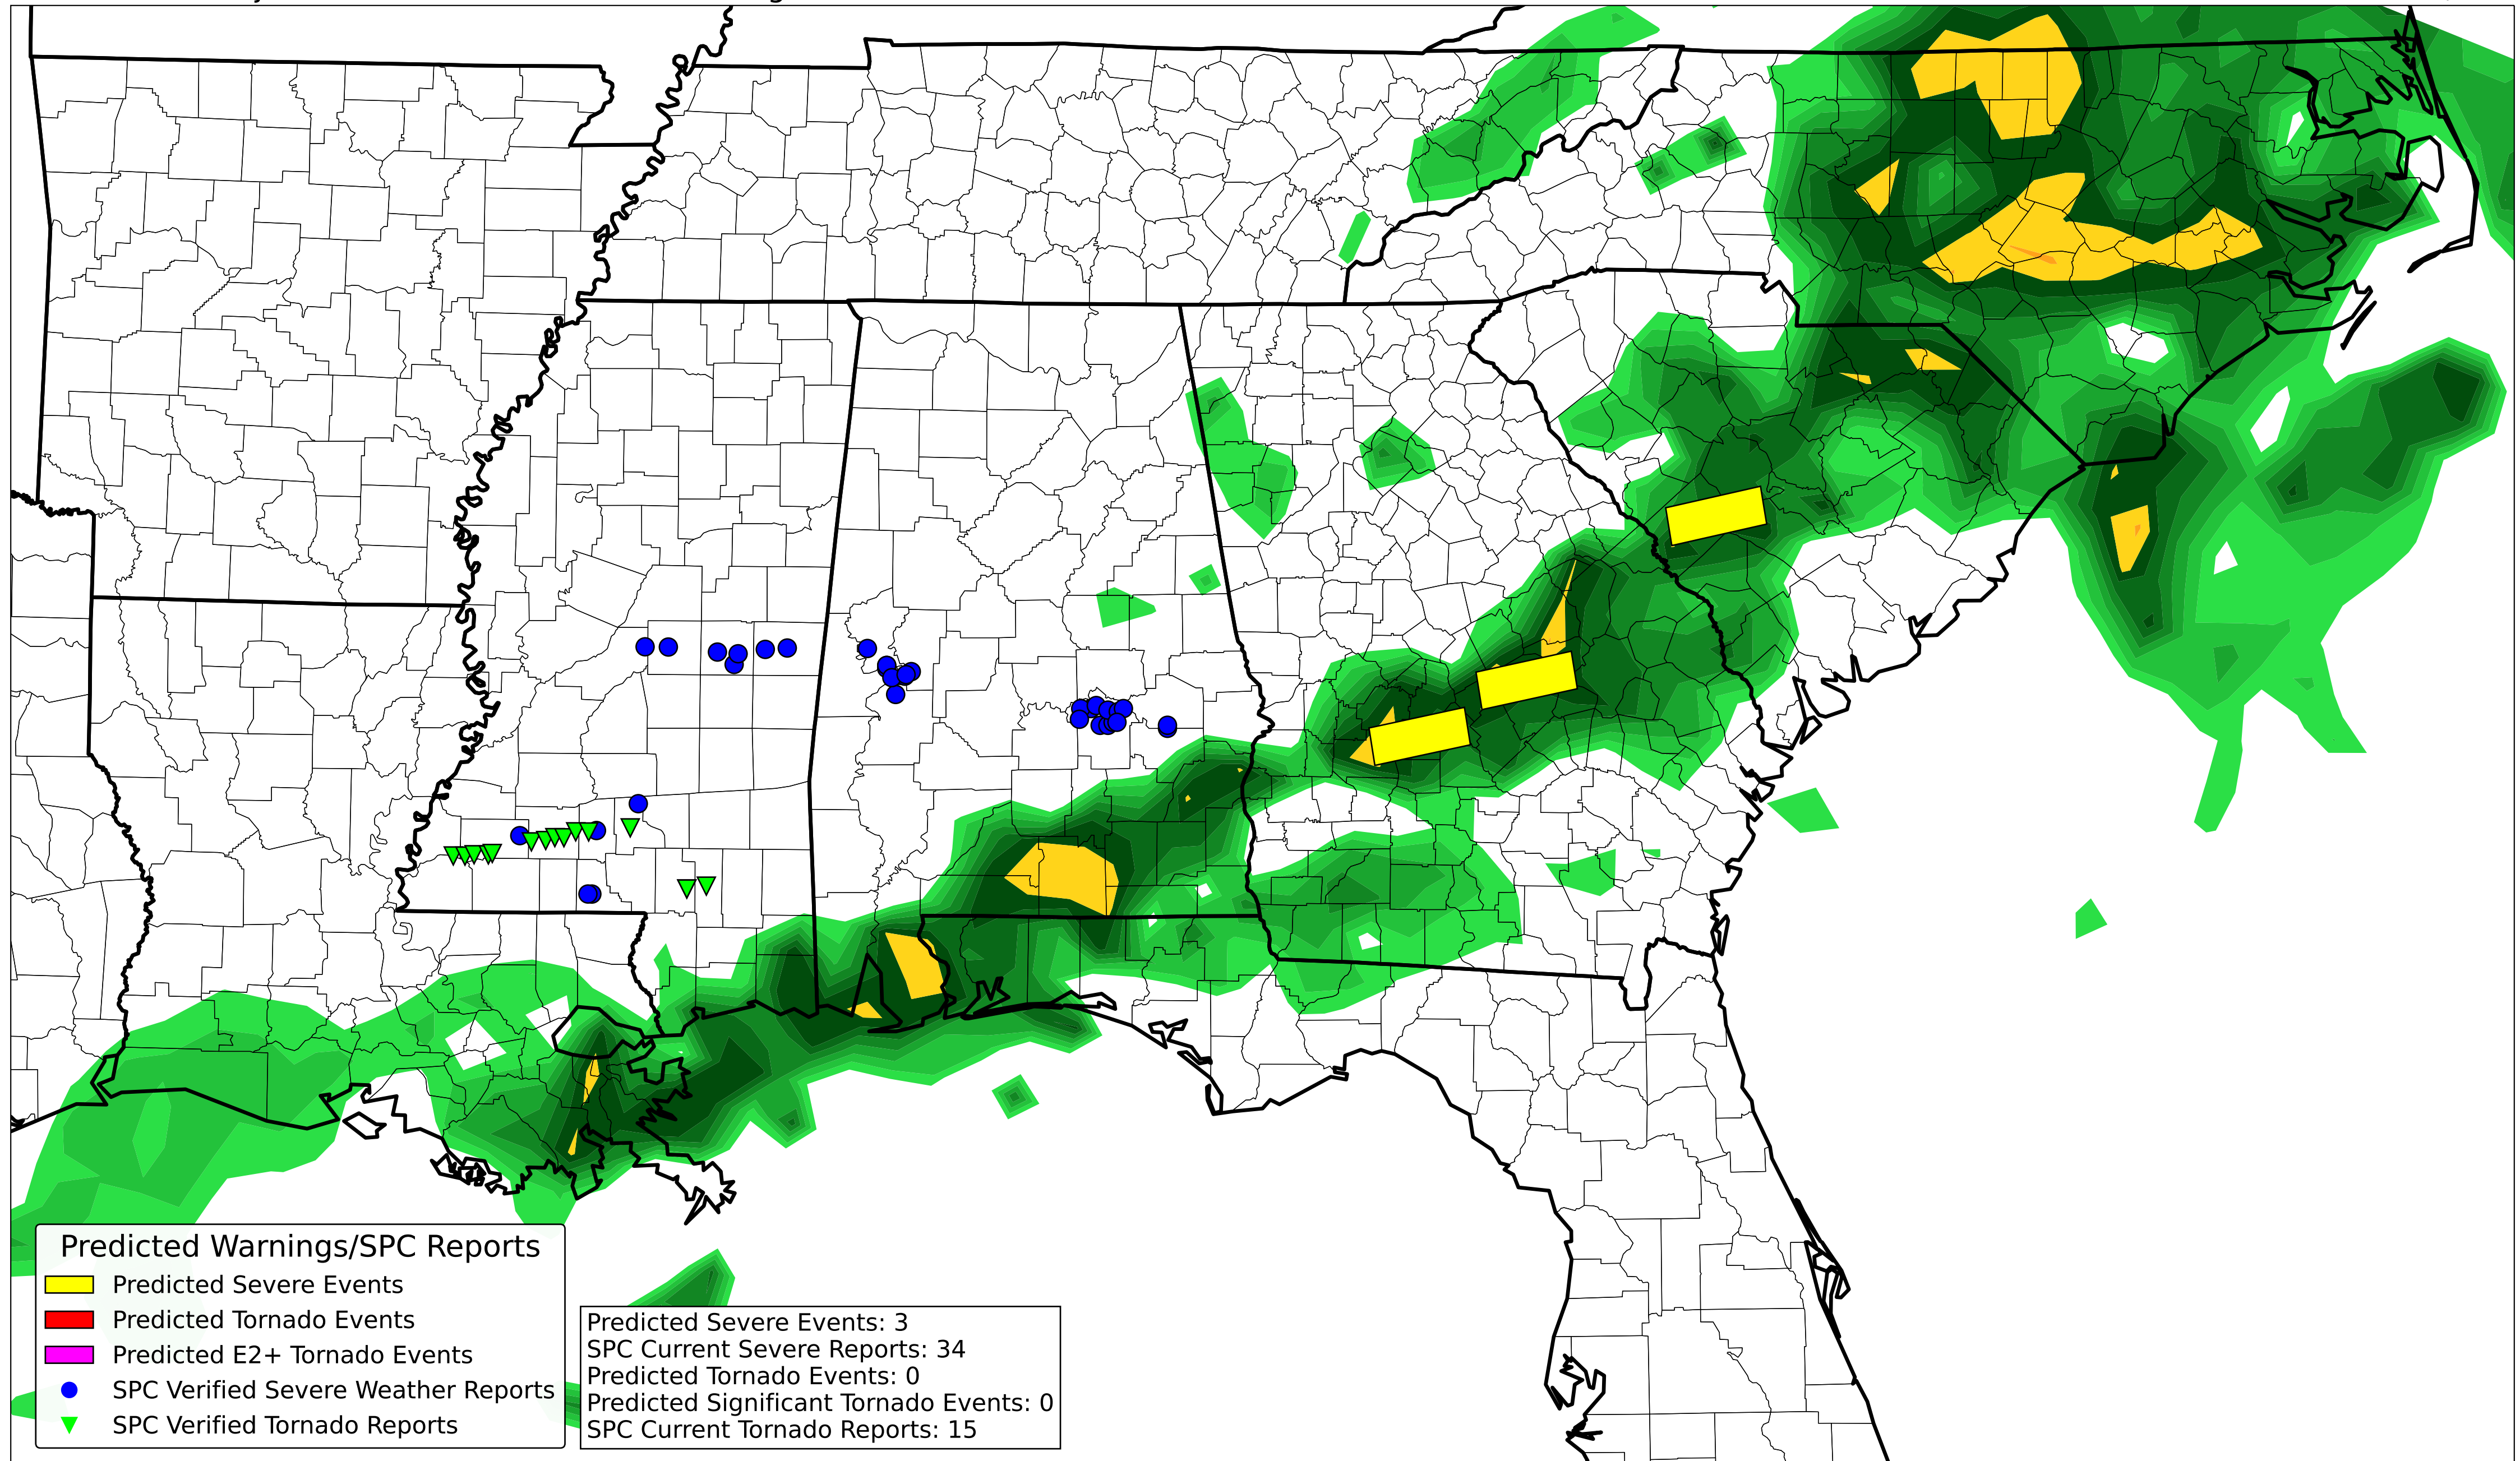 Predicted Warnings/SPC Reports
Predicted Severe Events
Predicted Tornado Events
Predicted E2+ Tornado Events
SPC Verified Severe Weather Reports
SPC Verified Tornado Reports
Predicted Severe Events: 3
SPC Current Severe Reports: 34
Predicted Tornado Events: 0
Predicted Significant Tornado Events: 0
SPC Current Tornado Reports: 15